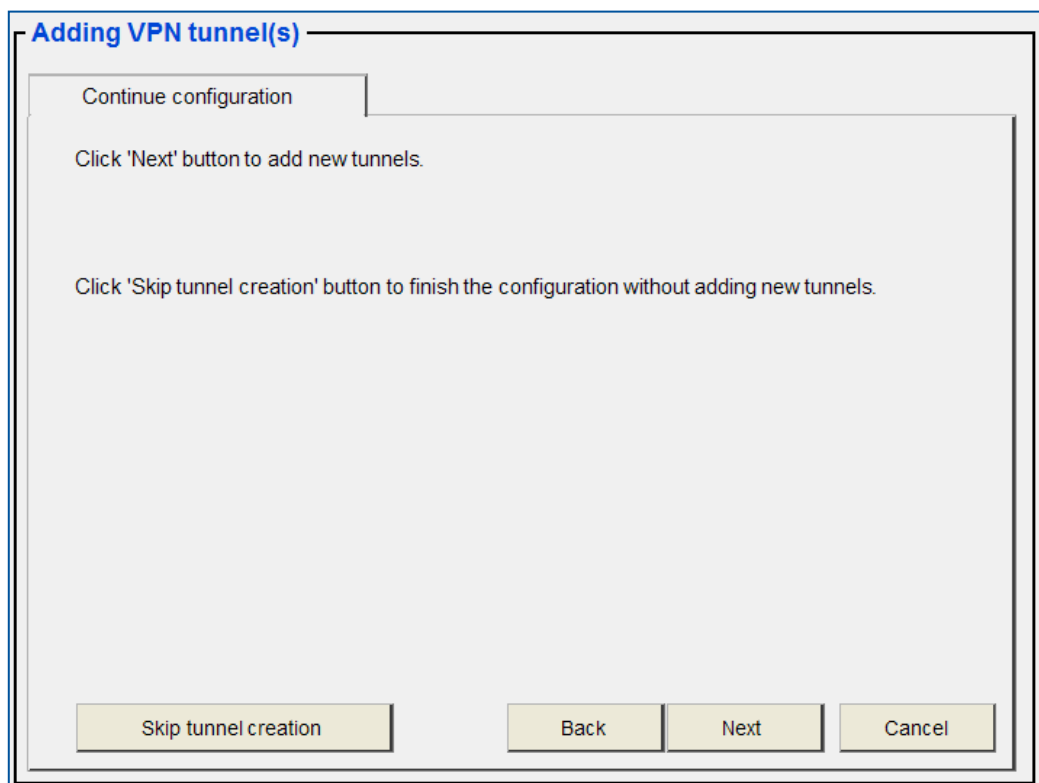 Adding VPN tunnel(s)
Continue configuration
Click 'Next' button to add new tunnels.
Click 'Skip tunnel creation' button to finish the configuration without adding new tunnels.
Skip tunnel creation
Back
Next
Cancel